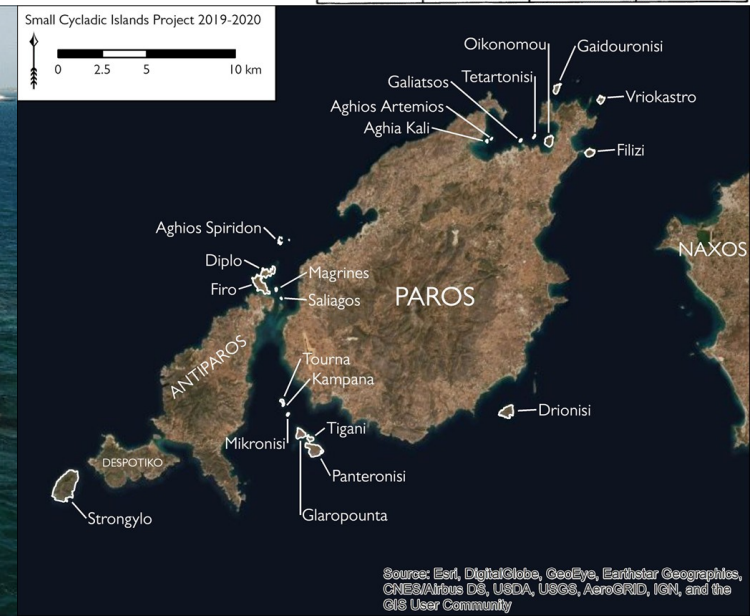 Small Cycladic Islands Project 2019-2020
0 2.5 5 10 km
Oikonomou
Gaidouronisi
Galiatsos
Tetartonisi
Vriokastro
Aghios Artemios
Aghia Kali
Filizi
Aghios Spiridon
NAXOS
Diplo
Magrines
Firo
Saliagos
PAROS
ANTIPAROS
Tourna
Kampana
Drionisi
Mikronisi
Tigani
DESPOTIKO
Panteronisi
Strongylo
Glaropounta
Source: Esri, DigitalGlobe, GeoEye, Earthstar Geographics,
CNES/Airbus DS, USDA, USGS, AeroGRID, IGN, and the
GIS User Community